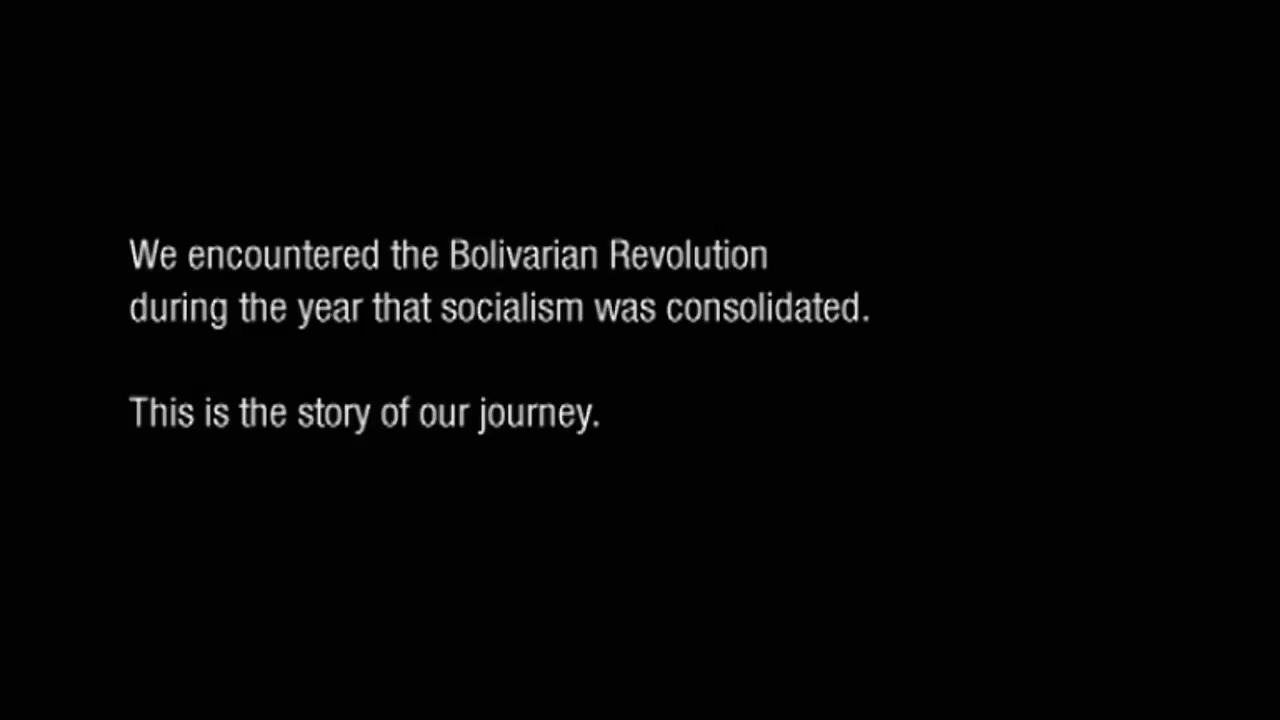 We encountered the Bolivarian Revolution
during the year that socialism was consolidated.
This is the story of our journey.